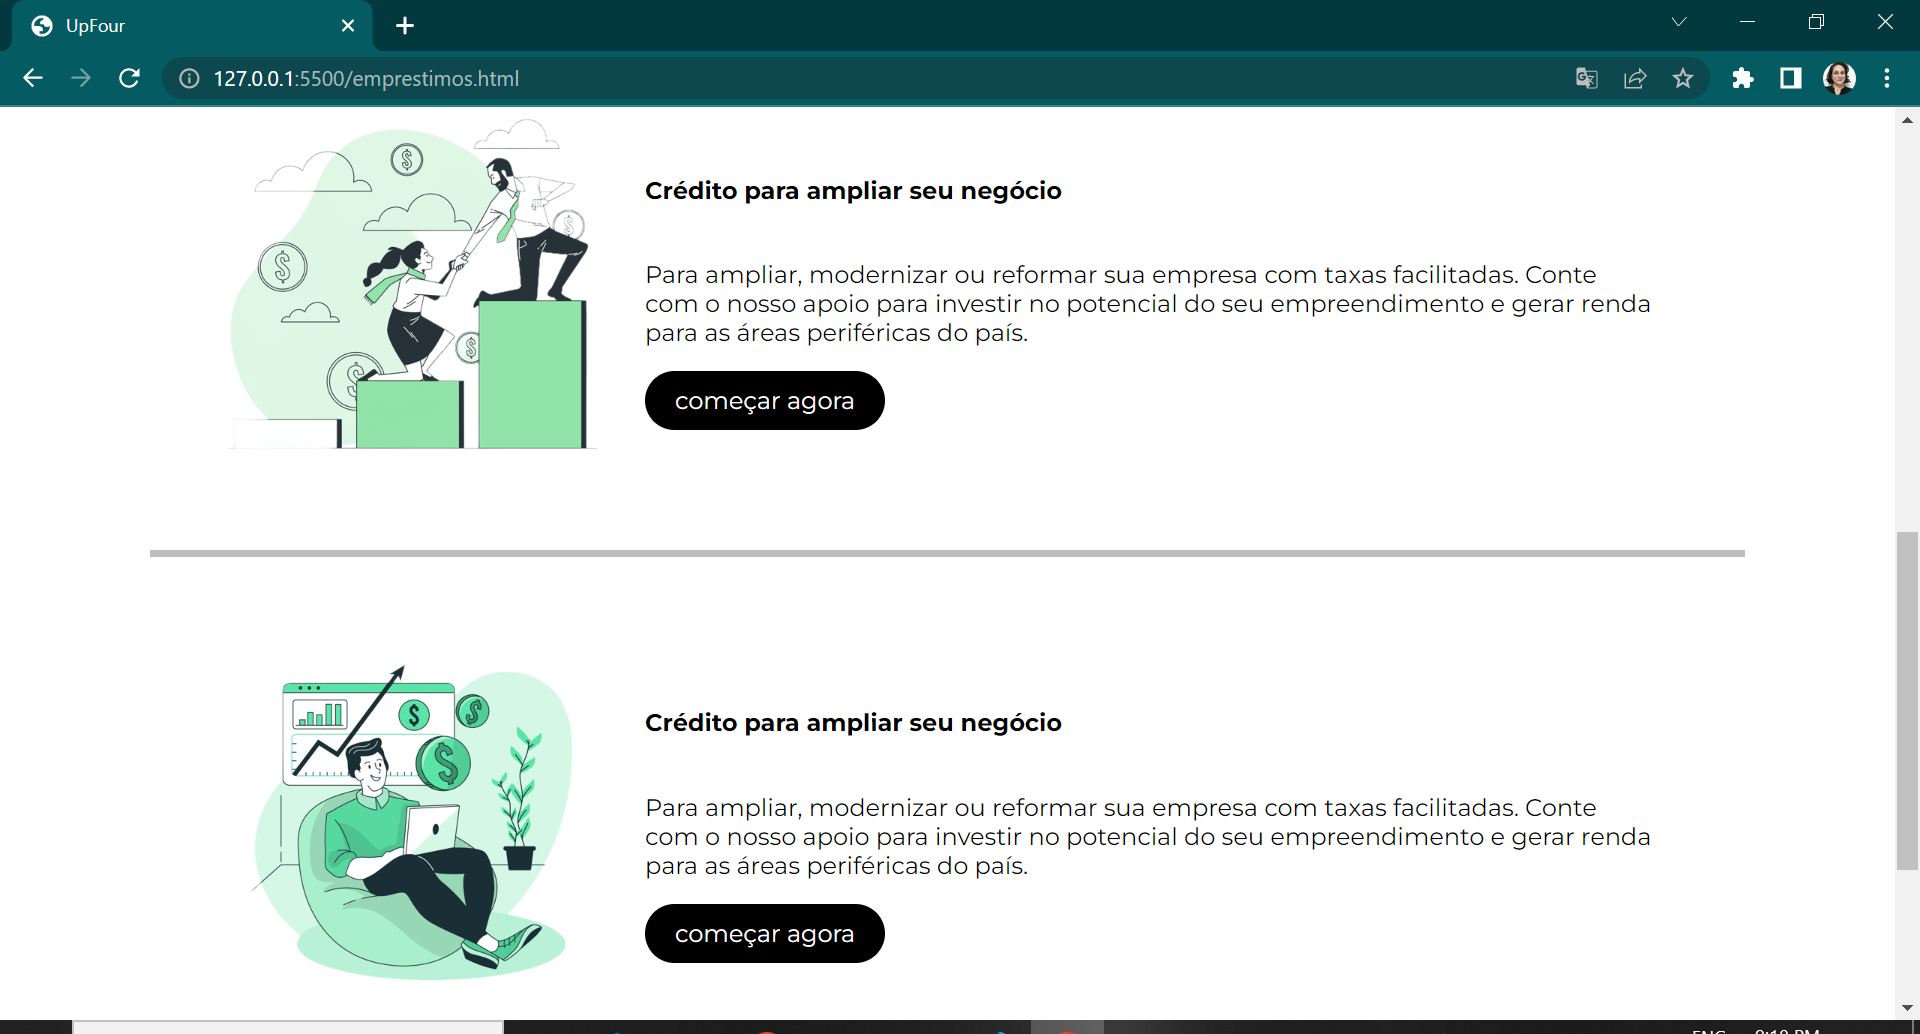 UpFour
127.0.0.1:5500/emprestimos.html
Crédito para ampliar seu negócio
Para ampliar, modernizar ou reformar sua empresa com taxas facilitadas. Conte
com o nosso apoio para investir no potencial do seu empreendimento e gerar renda
para as áreas periféricas do país.
começar agora
Crédito para ampliar seu negócio
Para ampliar, modernizar ou reformar sua empresa com taxas facilitadas. Conte
com o nosso apoio para investir no potencial do seu empreendimento e gerar renda
para as áreas periféricas do país.
começar agora